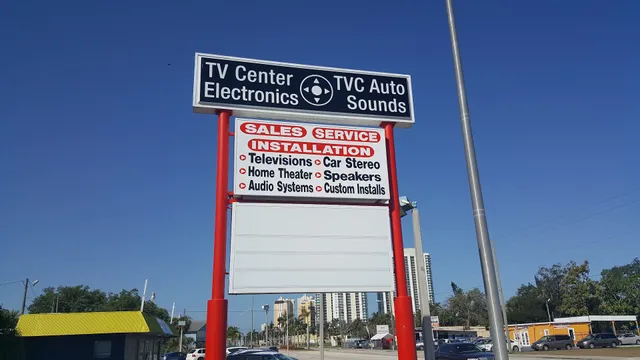 TV Center
Electronics
TVC Auto
Sounds
SALES SERVICE
INSTALLATION
Televisions Car Stereo
Home Theater Speakers
Audio Systems Custom Installs